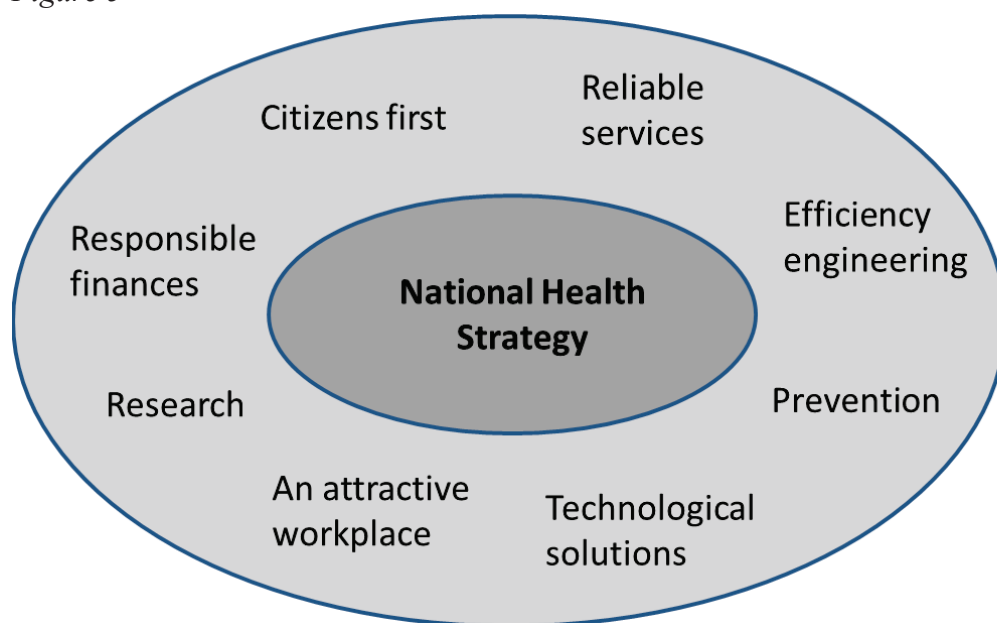 Citizens first
Reliable
services
Efficiency
engineering
Responsible
finances
National Health
Strategy
Prevention
Research
An attractive
workplace
Technological
solutions